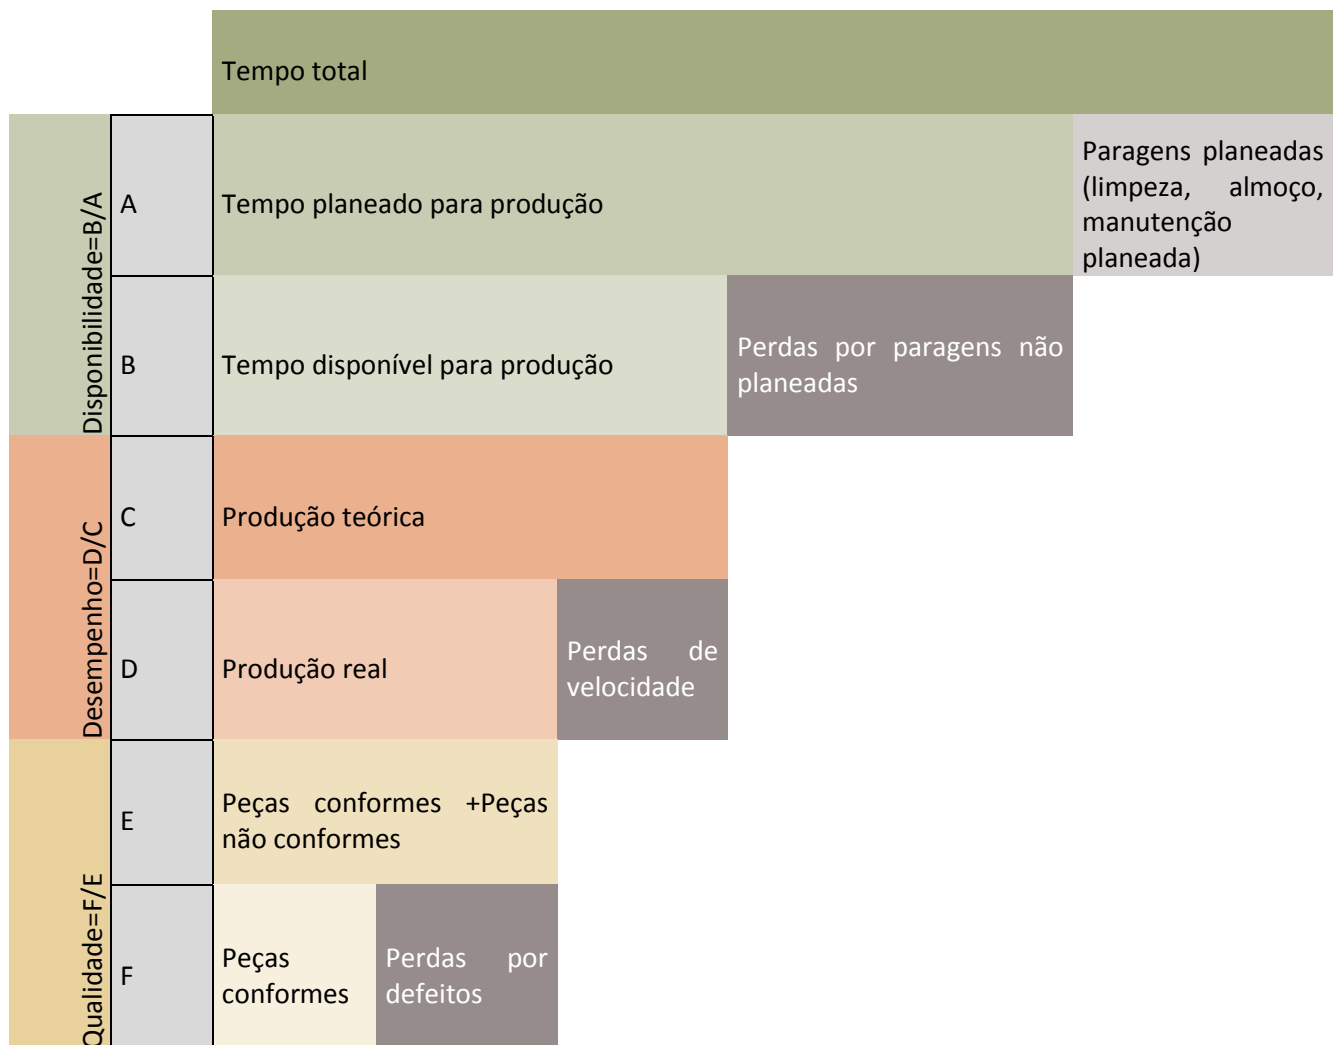 Tempo total
Disponibilidade=B/A
A
Tempo planeado para produção
Paragens planeadas
(limpeza, almoço,
manutenção
planeada)
B
Tempo disponível para produção
Perdas por paragens não
planeadas
Desempenho=D/C
C
Produção teórica
D
Produção real
Perdas de
velocidade
Qualidade=F/E
E
Peças conformes +Peças
não conformes
F
Peças
conformes
Perdas por
defeitos